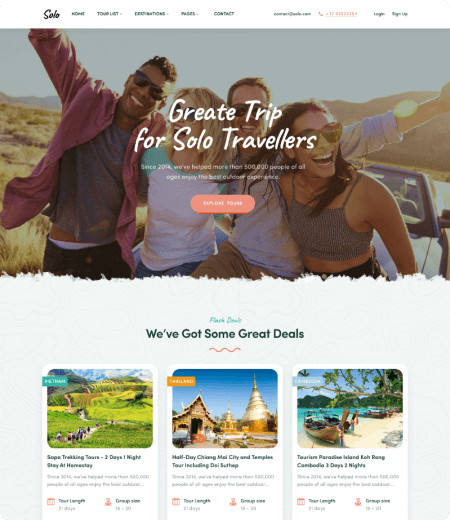 Solo HOME TOUR LIST DESTINATIONS PAGES CONTACT contact@solo.com Login Sign Up
Greate Trip
for Solo Travellers
Since 2014, we've helped more than 500,000 people of all
ages enjoy the best outdoor experience.
EXPLORE TOURS
Flash Deals
We've Got Some Great Deals
VIETNAM
Sapa Trekking Tours - 2 Days 1 Night
Stay At Homestay
Since 2014, we've helped more than 500,000
people of all ages enjoy the best outdoor...
Tour Length Group size
21 days 15 - 20
THAILAND
Half-Day Chiang Mai City and Temples
Tour Including Doi Suthep
Since 2014, we've helped more than 500,000
people of all ages enjoy the best outdoor...
Tour Length Group size
21 days 15 - 20
CAMBODIA
Tourism Paradise Island Koh Rong
Cambodia 3 Days 2 Nights
Since 2014, we've helped more than 500,000
people of all ages enjoy the best outdoor...
Tour Length Group size
21 days 15 - 20